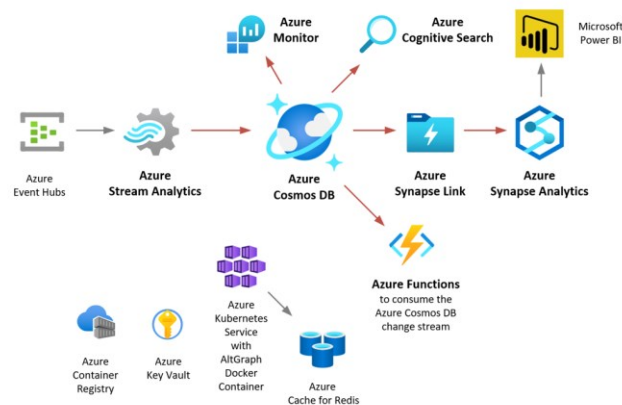 Azure
Monitor
Azure
Cognitive Search
Microsoft
Power BI
Azure
Event Hubs
Azure
Stream Analytics
Azure
Cosmos DB
Azure
Synapse Link
Azure
Synapse Analytics
Azure Functions
to consume the
Azure Cosmos DB
change stream
Azure
Container
Registry
Azure
Key Vault
Azure
Kubernetes
Service
with
AltGraph
Docker
Container
Azure
Cache for Redis